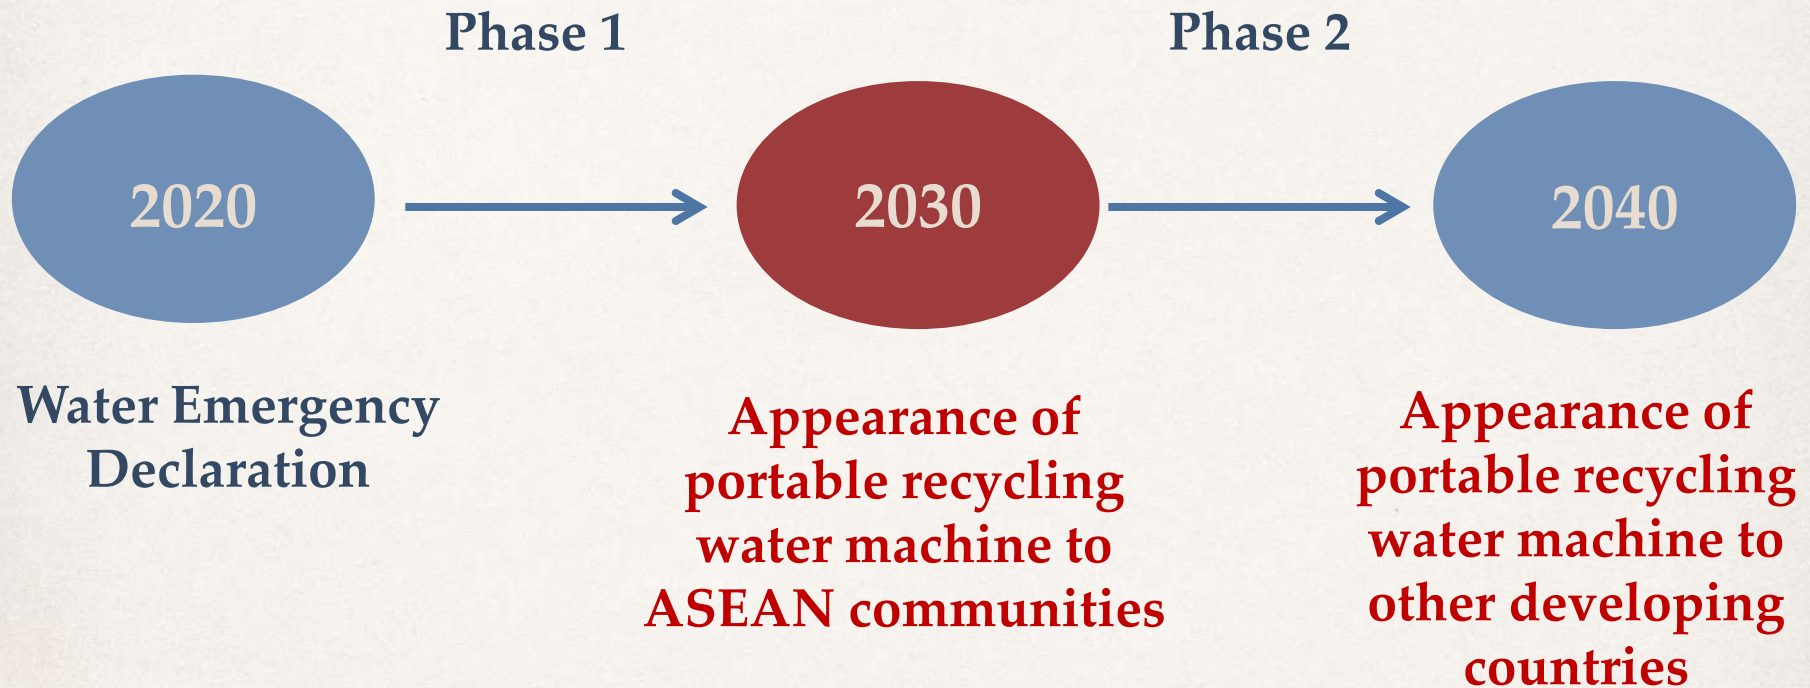 Phase 1
Phase 2
2020
2030
2040
Water Emergency
Declaration
Appearance of
portable recycling
water machine to
ASEAN communities
Appearance of
portable recycling
water machine to
other developing
countries